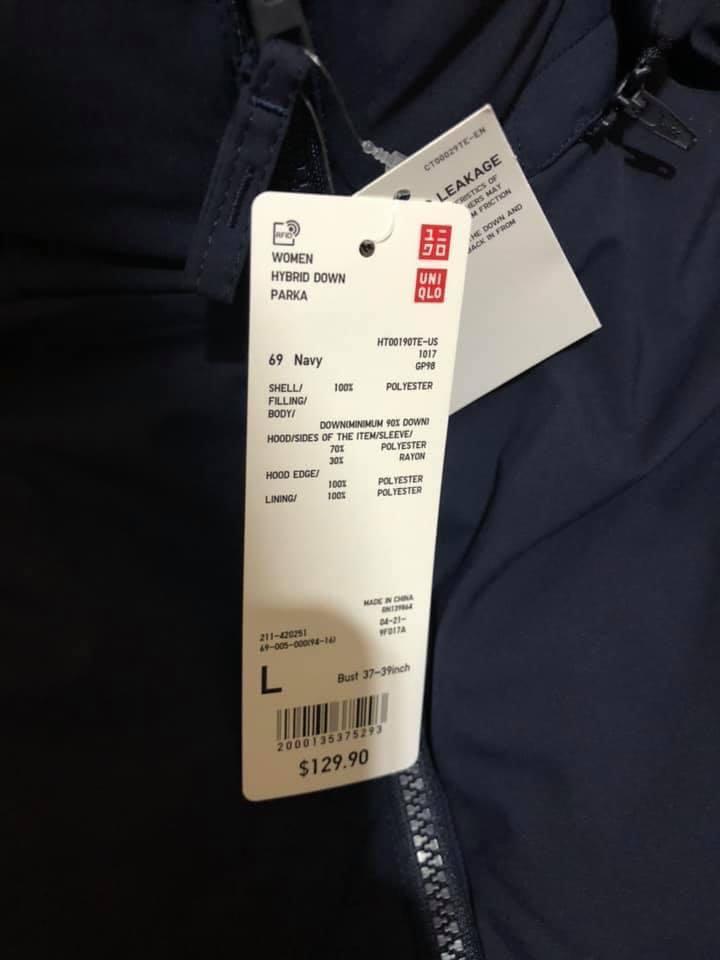 RFID
WOMEN
HYBRID DOWN
PARKA
ユニ
クロ
UNI
QLO
HT00190TE-US
69 Navy 1017
GP98
SHELL/ 100% POLYESTER
FILLING/
BODY/
DOWN(MINIMUM 90% DOWN)
HOOD/SIDES OF THE ITEM/SLEEVE/
70% POLYESTER
30% RAYON
HOOD EDGE/
100% POLYESTER
LINING/ 100% POLYESTER
MADE IN CHINA
RN139864
04-21-
9F017A
211-420251
69-005-000(94-16)
L Bust 37-39inch
2000135375293
$129.90
CT00029TE-EN
LEAKAGE
OF
MAY
FRICTION
THE DOWN AND
BACK IN FROM